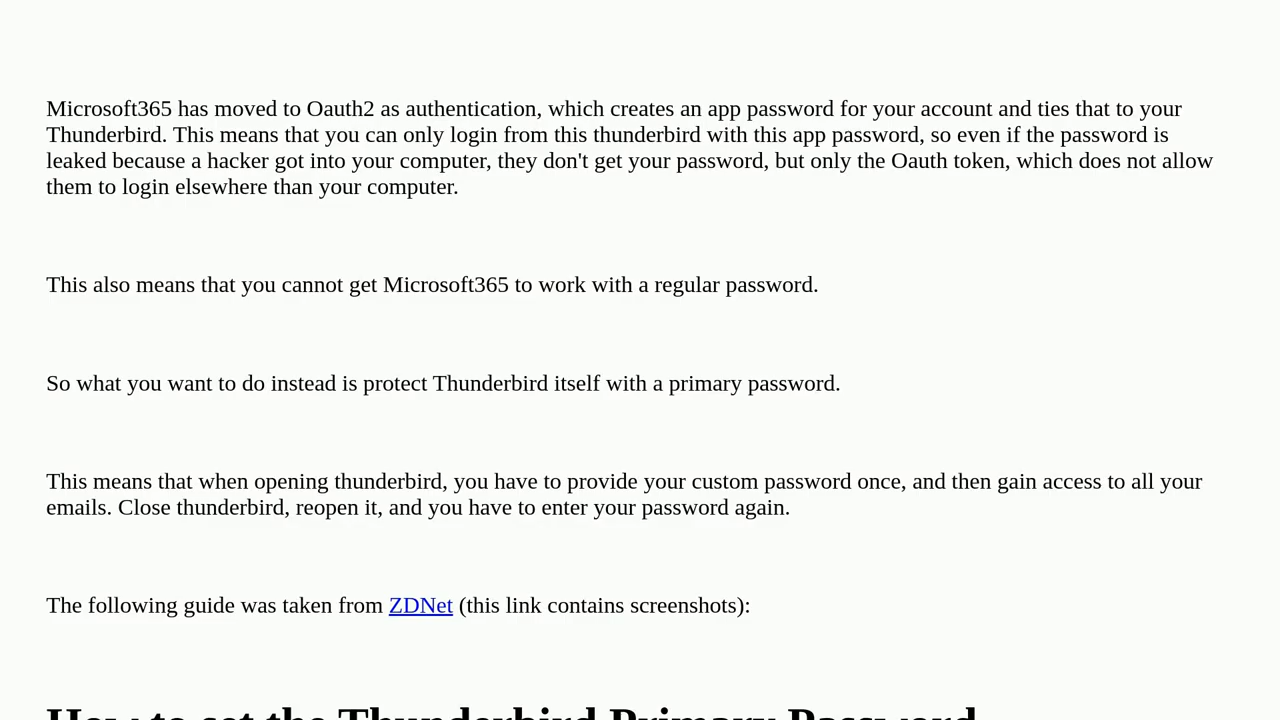 Microsoft365 has moved to Oauth2 as authentication, which creates an app password for your account and ties that to your
Thunderbird. This means that you can only login from this thunderbird with this app password, so even if the password is
leaked because a hacker got into your computer, they don't get your password, but only the Oauth token, which does not allow
them to login elsewhere than your computer.
This also means that you cannot get Microsoft365 to work with a regular password.
So what you want to do instead is protect Thunderbird itself with a primary password.
This means that when opening thunderbird, you have to provide your custom password once, and then gain access to all your
emails. Close thunderbird, reopen it, and you have to enter your password again.
The following guide was taken from ZDNet (this link contains screenshots):
How to set the Thunderbird Primary Password